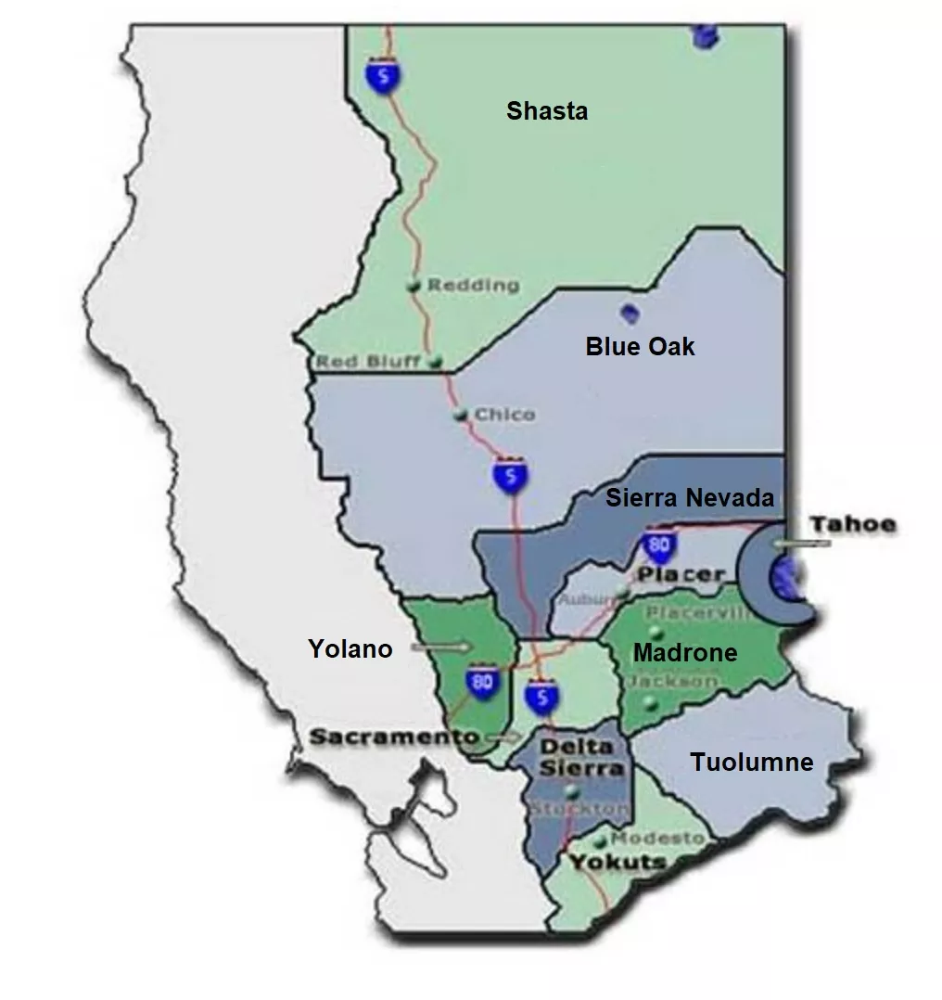 5
Shasta
Redding
Blue Oak
Red Bluff
Chico
5
Sierra Nevada
Tahoe
80
Placer
Auburn
Placervill
Yolano
Madrone
80
5
Jackson
Sacramento
Delta
Sierra
Tuolumne
Stockton
Modesto
Yokuts